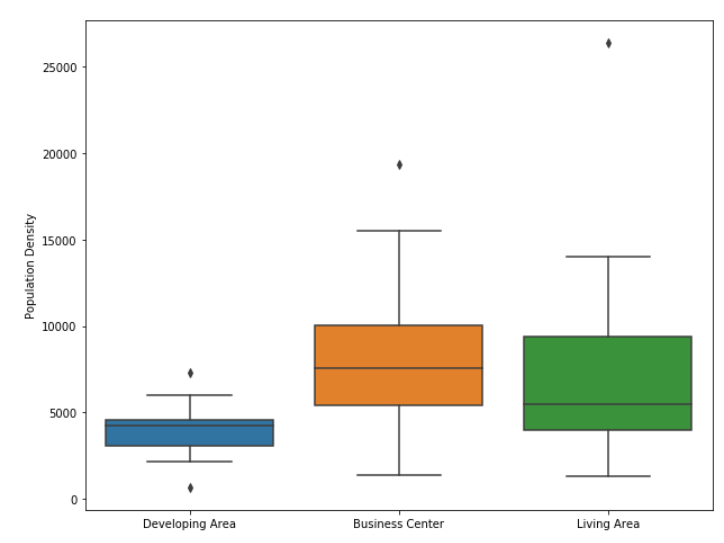 Population Density
25000
20000
15000
10000
5000
0
Developing Area
Business Center
Living Area